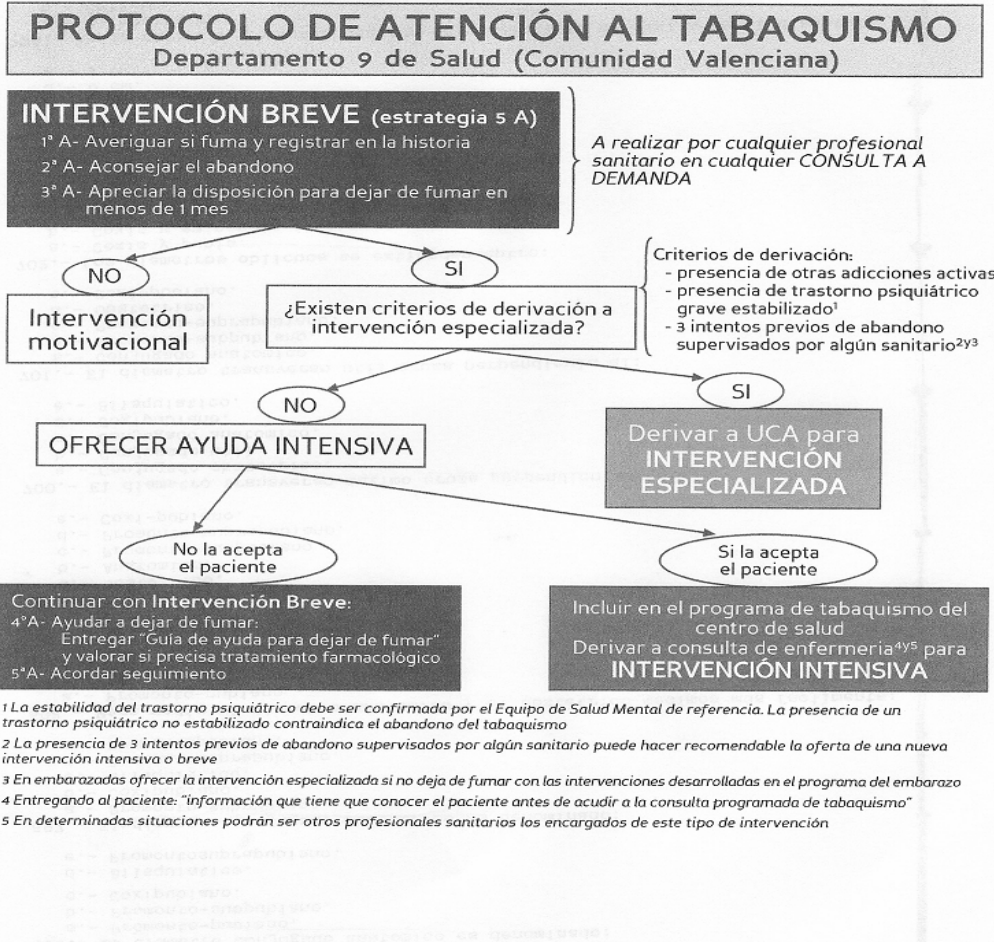 PROTOCOLO DE ATENCIÓN AL TABAQUISMO
Departamento 9 de Salud (Comunidad Valenciana)
INTERVENCIÓN BREVE (estrategia 5 A)
1ª A- Averiguar si fuma y registrar en la historia
2ª A- Aconsejar el abandono
3ª A- Apreciar la disposición para dejar de fumar en
menos de 1 mes
A realizar por cualquier profesional
sanitario en cualquier CONSULTA A
DEMANDA
NO
SI
Intervención
motivacional
¿Existen criterios de derivación a
intervención especializada?
Criterios de derivación:
- presencia de otras adicciones activas
- presencia de trastorno psiquiátrico
grave estabilizado¹
- 3 intentos previos de abandono
supervisados por algún sanitario²ʸ³
NO
SI
OFRECER AYUDA INTENSIVA
Derivar a UCA para
INTERVENCIÓN
ESPECIALIZADA
No la acepta
el paciente
Si la acepta
el paciente
Continuar con Intervención Breve:
4ºA- Ayudar a dejar de fumar:
Entregar "Guía de ayuda para dejar de fumar"
y valorar si precisa tratamiento farmacológico
5ªA- Acordar seguimiento
Incluir en el programa de tabaquismo del
centro de salud
Derivar a consulta de enfermeria⁴ʸ⁵ para
INTERVENCIÓN INTENSIVA
1 La estabilidad del trastorno psiquiátrico debe ser confirmada por el Equipo de Salud Mental de referencia. La presencia de un
trastorno psiquiátrico no estabilizado contraindica el abandono del tabaquismo
2 La presencia de 3 intentos previos de abandono supervisados por algún sanitario puede hacer recomendable la oferta de una nueva
intervención intensiva o breve
3 En embarazadas ofrecer la intervención especializada si no deja de fumar con las intervenciones desarrolladas en el programa del embarazo
4 Entregando al paciente: "información que tiene que conocer el paciente antes de acudir a la consulta programada de tabaquismo"
5 En determinadas situaciones podrán ser otros profesionales sanitarios los encargados de este tipo de intervención